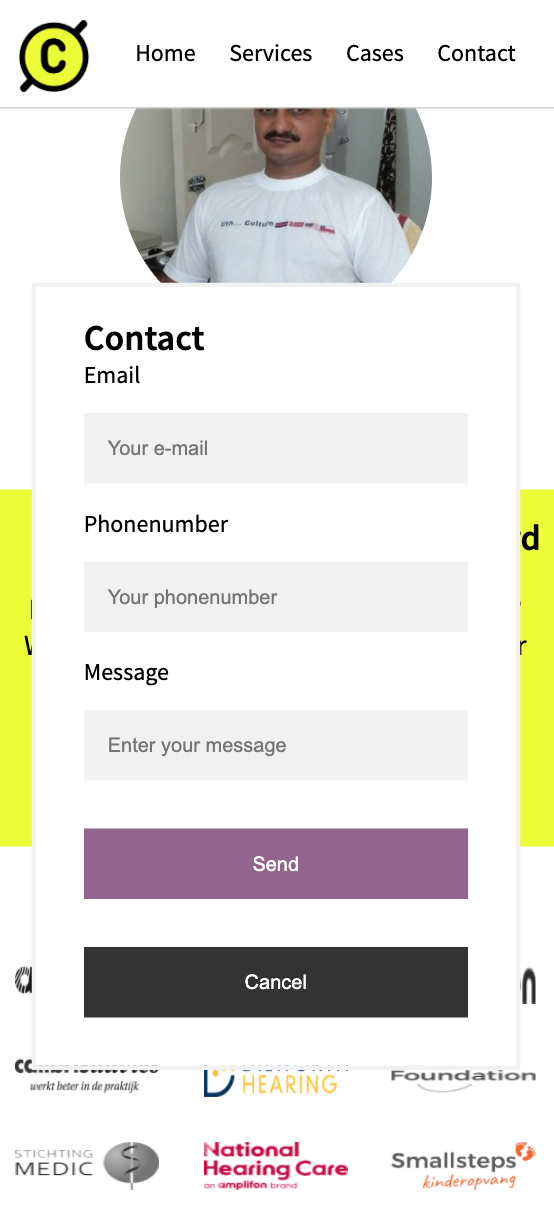 C
Home Services Cases Contact
Culture
Contact
Email
Your e-mail
Phonenumber
Your phonenumber
Message
Enter your message
Send
Cancel
werkt beter in de praktijk
HEARING
Foundation
STICHTING
MEDIC
National
Hearing Care
an amplifon brand
Smallsteps
kinderopvang